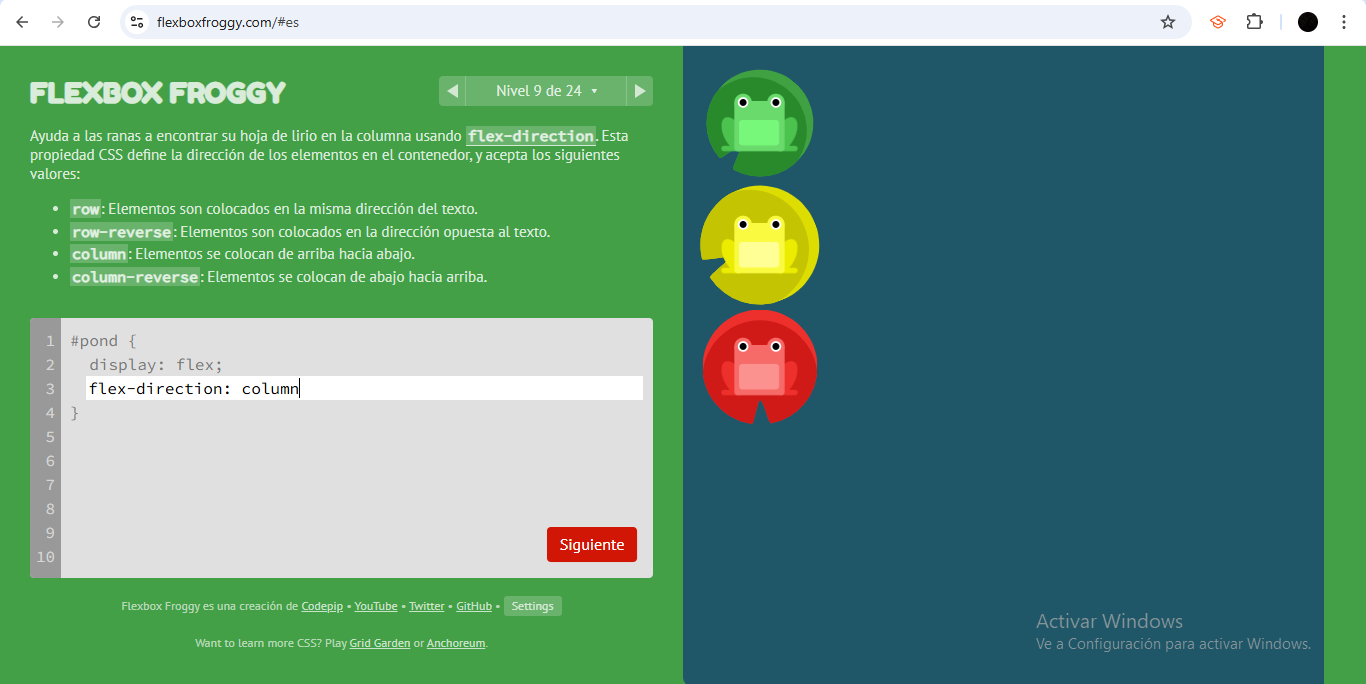 flexboxfroggy.com/#es
FLEXBOX FROGGY
Nivel 9 de 24
Ayuda a las ranas a encontrar su hoja de lirio en la columna usando flex-direction. Esta
propiedad CSS define la dirección de los elementos en el contenedor, y acepta los siguientes
valores:
• row: Elementos son colocados en la misma dirección del texto.
• row-reverse: Elementos son colocados en la dirección opuesta al texto.
• column: Elementos se colocan de arriba hacia abajo.
• column-reverse: Elementos se colocan de abajo hacia arriba.
1 #pond {
2 display: flex;
3 flex-direction: column
4 }
5
6
7
8
9
10
Siguiente
Flexbox Froggy es una creación de Codepip • YouTube • Twitter • GitHub • Settings
Want to learn more CSS? Play Grid Garden or Anchoreum.
Activar Windows
Ve a Configuración para activar Windows.